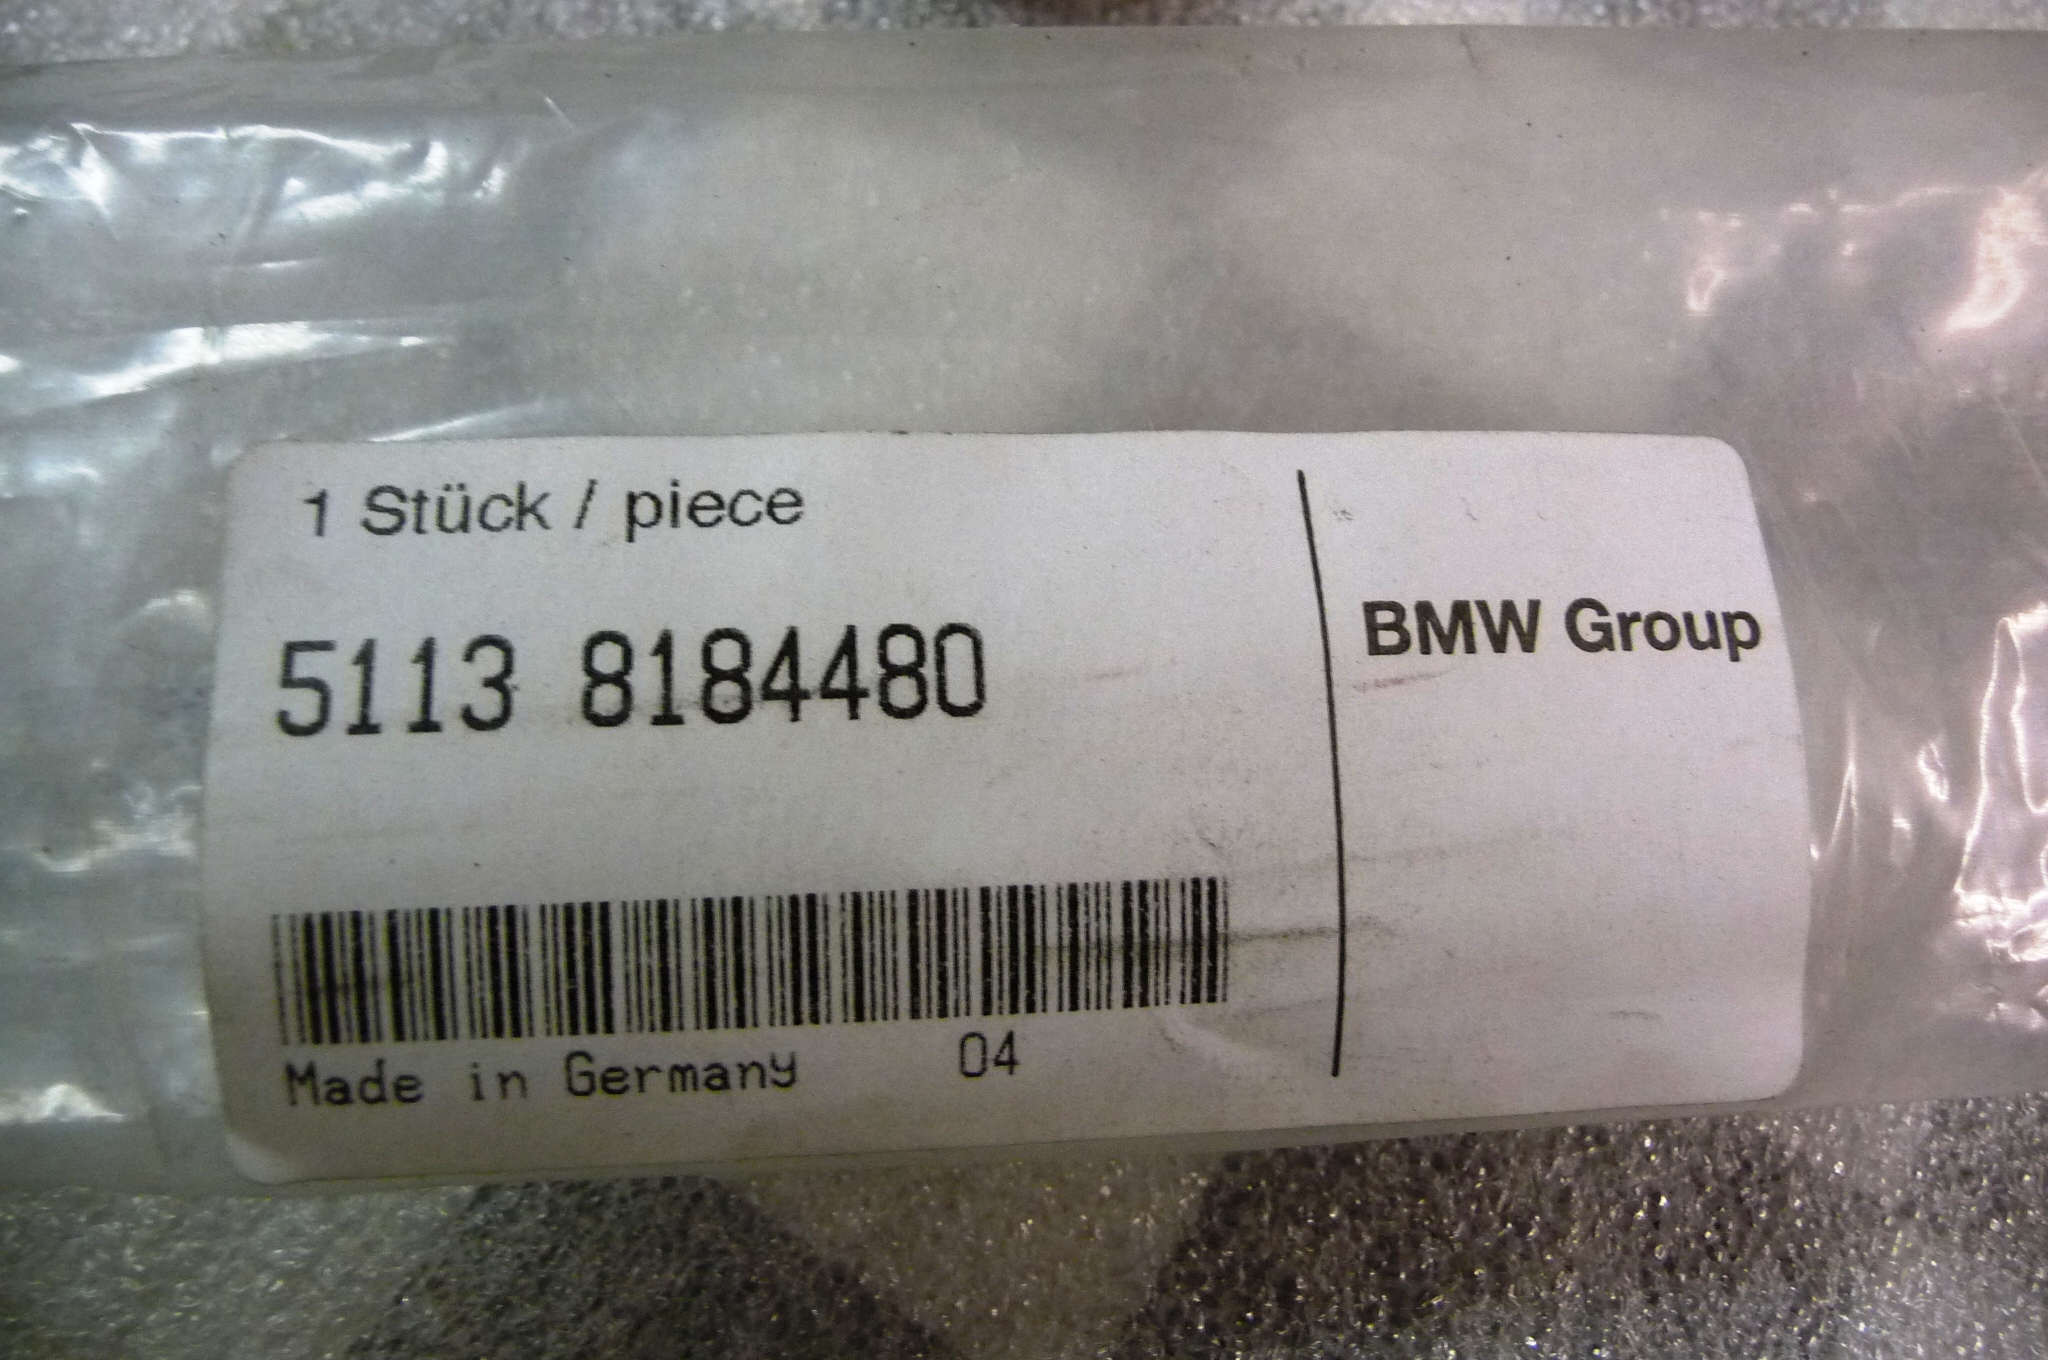 1 Stück / piece
5113 8184480
BMW Group
Made in Germany 04